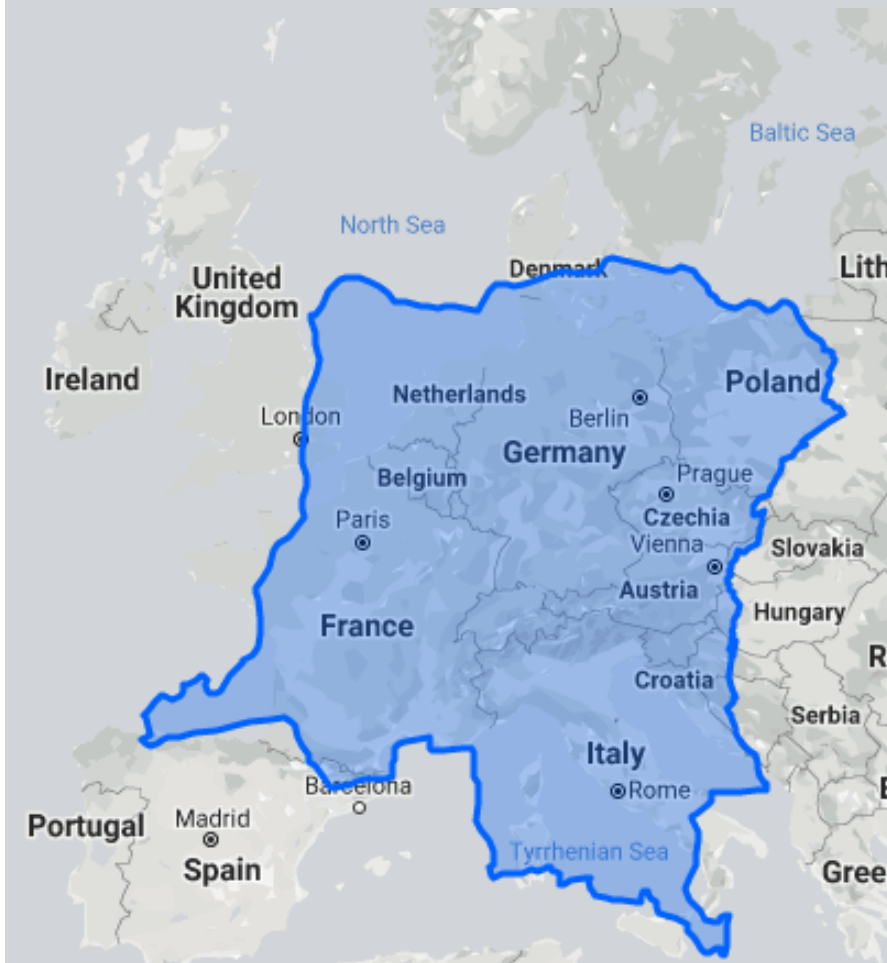 Baltic Sea
North Sea
Denmark
Lith
United
Kingdom
Ireland
Netherlands
Poland
London
Berlin
Germany
Belgium
Prague
Paris
Czechia
Vienna
Slovakia
Austria
Hungary
France
R
Croatia
Serbia
Italy
Barcelona
Rome
E
Portugal
Madrid
Tyrrhenian Sea
Spain
Gree